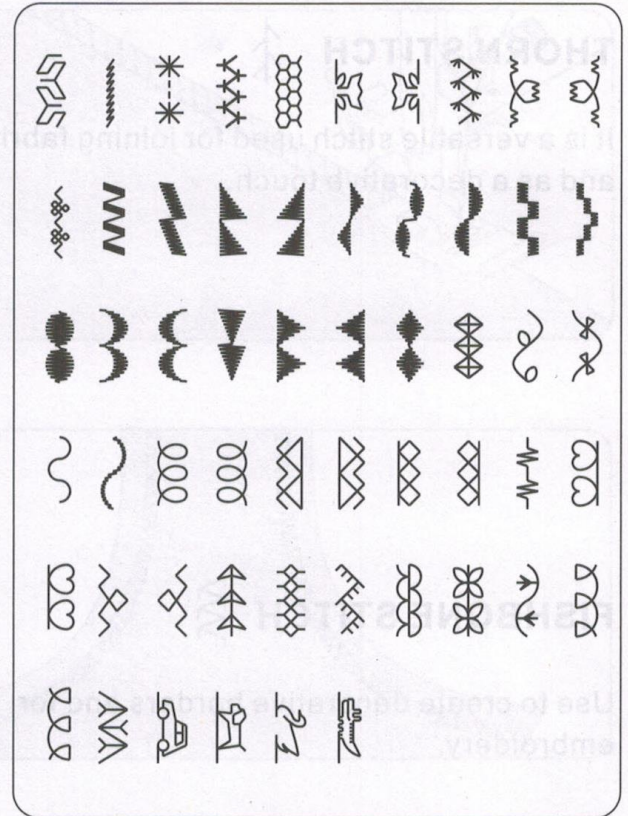 THORN STITCH
It is a versatile stitch used for joining fabri
and as a decorative touch.
FISHBONE STITCH
Use to create decorative borders and for
embroidery.